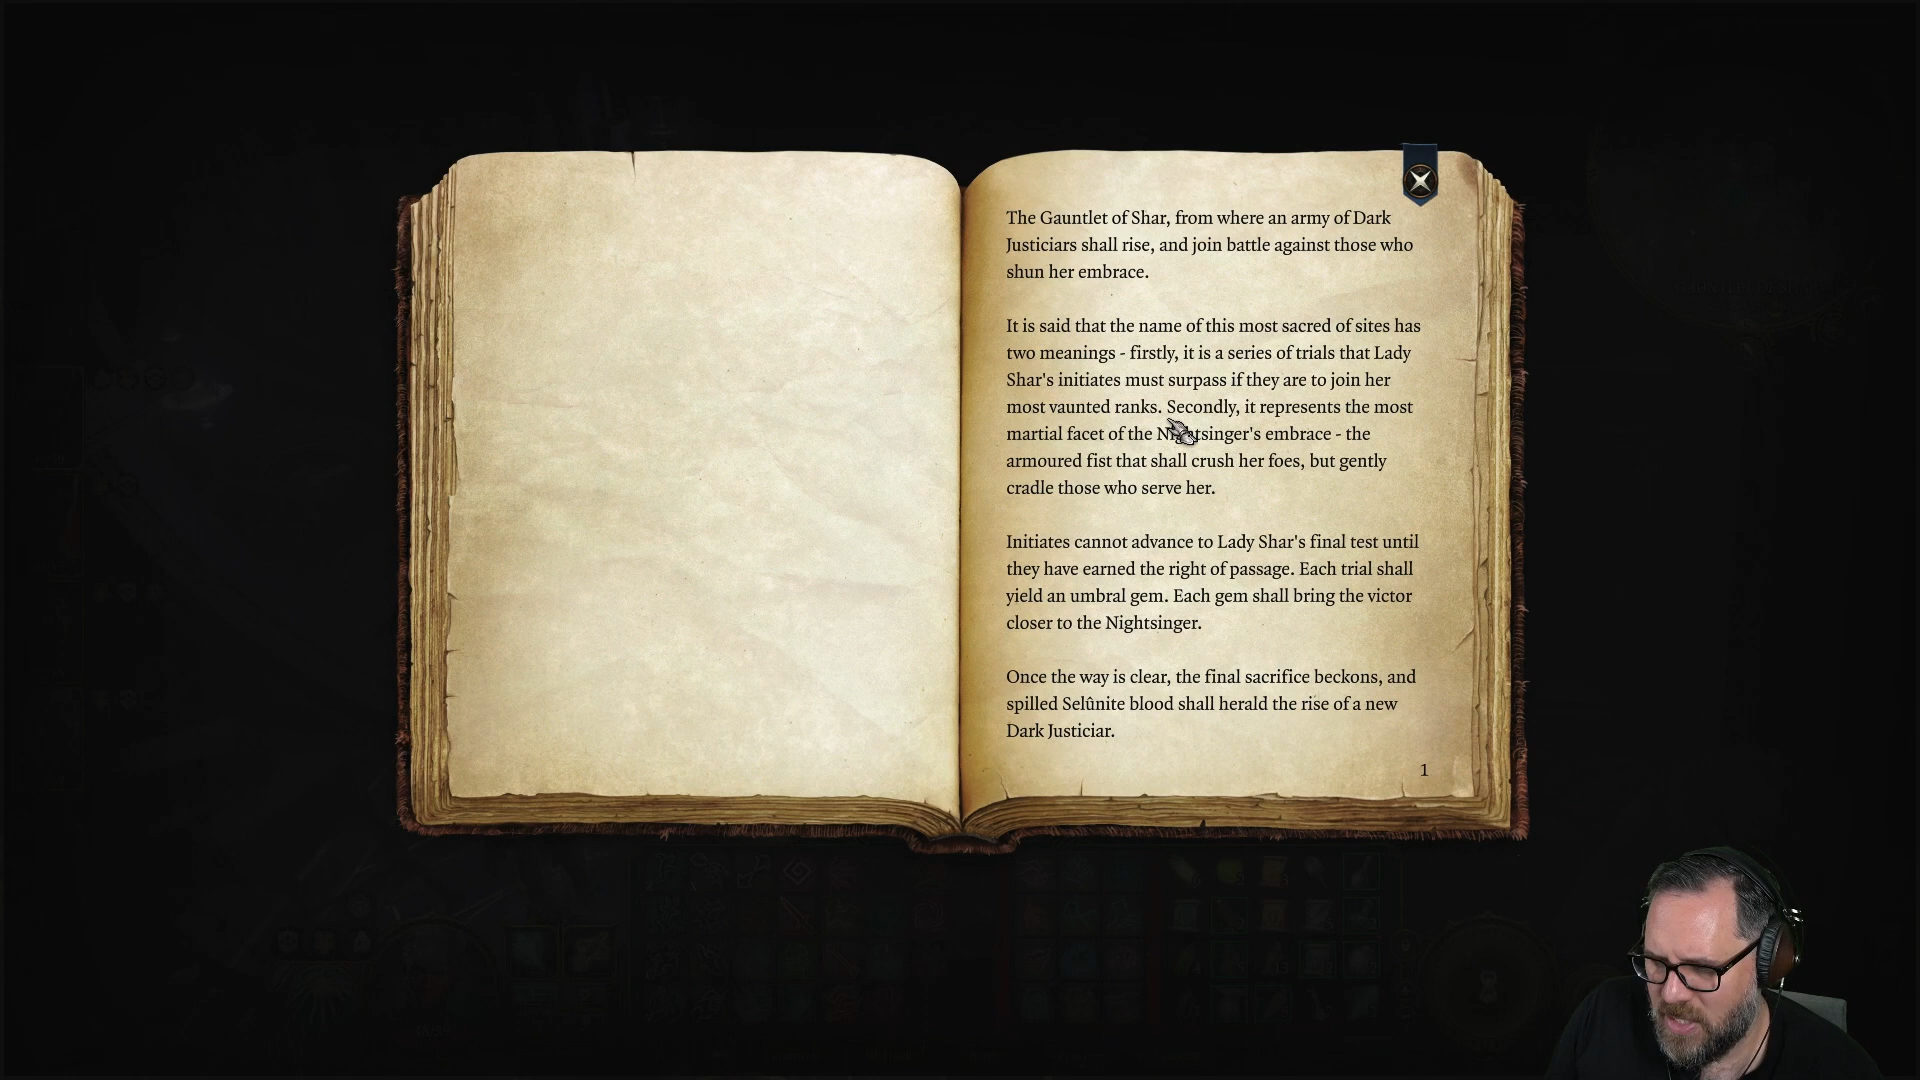 The Gauntlet of Shar, from where an army of Dark
Justiciars shall rise, and join battle against those who
shun her embrace.
It is said that the name of this most sacred of sites has
two meanings - firstly, it is a series of trials that Lady
Shar's initiates must surpass if they are to join her
most vaunted ranks. Secondly, it represents the most
martial facet of the Nightsinger's embrace - the
armoured fist that shall crush her foes, but gently
cradle those who serve her.
Initiates cannot advance to Lady Shar's final test until
they have earned the right of passage. Each trial shall
yield an umbral gem. Each gem shall bring the victor
closer to the Nightsinger.
Once the way is clear, the final sacrifice beckons, and
spilled Selûnite blood shall herald the rise of a new
Dark Justiciar.
1